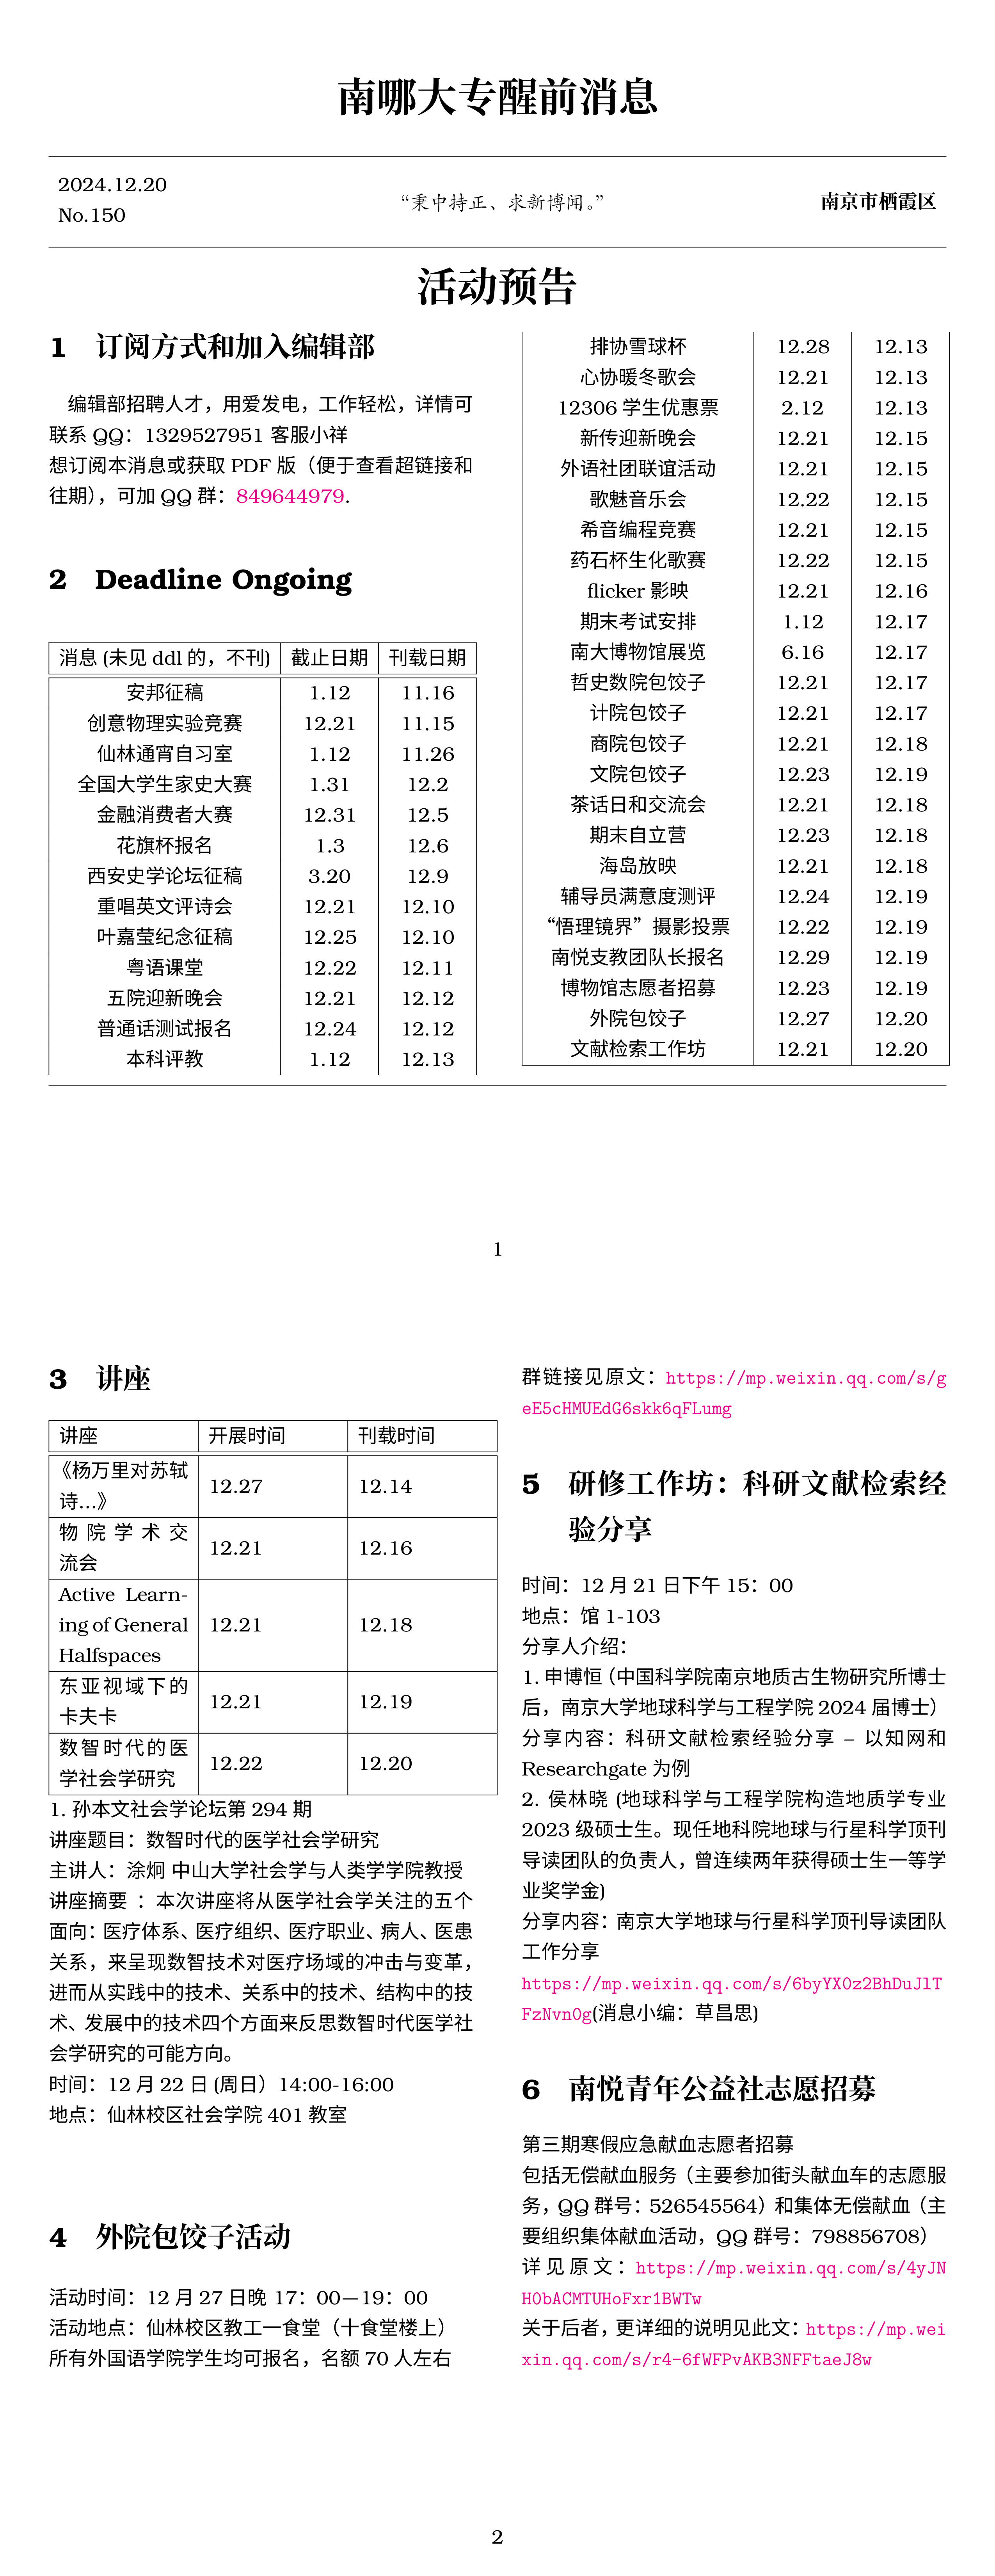 南哪大专醒前消息
2024.12.20
No.150
“秉中持正、求新博闻。”
南京市栖霞区
活动预告
1 订阅方式和加入编辑部
编辑部招聘人才，用爱发电，工作轻松，详情可
联系 QQ：1329527951 客服小祥
想订阅本消息或获取 PDF 版（便于查看超链接和
往期），可加 QQ 群：849644979.
2 Deadline Ongoing
消息 (未见 ddl 的，不刊) 截止日期 刊载日期
安邦征稿 1.12 11.16
创意物理实验竞赛 12.21 11.15
仙林通宵自习室 1.12 11.26
全国大学生家史大赛 1.31 12.2
金融消费者大赛 12.31 12.5
花旗杯报名 1.3 12.6
西安史学论坛征稿 3.20 12.9
重唱英文评诗会 12.21 12.10
叶嘉莹纪念征稿 12.25 12.10
粤语课堂 12.22 12.11
五院迎新晚会 12.21 12.12
普通话测试报名 12.24 12.12
本科评教 1.12 12.13
排协雪球杯 12.28 12.13
心协暖冬歌会 12.21 12.13
12306 学生优惠票 2.12 12.13
新传迎新晚会 12.21 12.15
外语社团联谊活动 12.21 12.15
歌魅音乐会 12.22 12.15
希音编程竞赛 12.21 12.15
药石杯生化歌赛 12.22 12.15
flicker 影映 12.21 12.16
期末考试安排 1.12 12.17
南大博物馆展览 6.16 12.17
哲史数院包饺子 12.21 12.17
计院包饺子 12.21 12.17
商院包饺子 12.21 12.18
文院包饺子 12.23 12.19
茶话日和交流会 12.21 12.18
期末自立营 12.23 12.18
海岛放映 12.21 12.18
辅导员满意度测评 12.24 12.19
“悟理镜界”摄影投票 12.22 12.19
南悦支教团队长报名 12.29 12.19
博物馆志愿者招募 12.23 12.19
外院包饺子 12.27 12.20
文献检索工作坊 12.21 12.20
1
3 讲座
讲座 开展时间 刊载时间
《杨万里对苏轼
诗...》 12.27 12.14
物院学术交
流会 12.21 12.16
Active Learn-
ing of General 12.21 12.18
Halfspaces
东亚视域下的
卡夫卡 12.21 12.19
数智时代的医
学社会学研究 12.22 12.20
1. 孙本文社会学论坛第 294 期
讲座题目：数智时代的医学社会学研究
主讲人：涂炯 中山大学社会学与人类学学院教授
讲座摘要 ：本次讲座将从医学社会学关注的五个
面向：医疗体系、医疗组织、医疗职业、病人、医患
关系，来呈现数智技术对医疗场域的冲击与变革，
进而从实践中的技术、关系中的技术、结构中的技
术、发展中的技术四个方面来反思数智时代医学社
会学研究的可能方向。
时间：12 月 22 日 (周日）14:00-16:00
地点：仙林校区社会学院 401 教室
4 外院包饺子活动
活动时间：12 月 27 日晚 17：00—19：00
活动地点：仙林校区教工一食堂（十食堂楼上）
所有外国语学院学生均可报名，名额 70 人左右
群链接见原文：https://mp.weixin.qq.com/s/g
eE5cHMUEdG6skk6qFLumg
5 研修工作坊：科研文献检索经
验分享
时间：12 月 21 日下午 15：00
地点：馆 1-103
分享人介绍：
1. 申博恒（中国科学院南京地质古生物研究所博士
后，南京大学地球科学与工程学院 2024 届博士）
分享内容：科研文献检索经验分享 – 以知网和
Researchgate 为例
2. 侯林晓 (地球科学与工程学院构造地质学专业
2023 级硕士生。现任地科院地球与行星科学顶刊
导读团队的负责人，曾连续两年获得硕士生一等学
业奖学金)
分享内容：南京大学地球与行星科学顶刊导读团队
工作分享
https://mp.weixin.qq.com/s/6byYXOz2BhDuJlT
FzNvnOg(消息小编：草昌思)
6 南悦青年公益社志愿招募
第三期寒假应急献血志愿者招募
包括无偿献血服务（主要参加街头献血车的志愿服
务，QQ 群号：526545564）和集体无偿献血（主
要组织集体献血活动，QQ 群号：798856708）
详见原文：https://mp.weixin.qq.com/s/4yJN
HObACMTUHoFxr1BWTw
关于后者，更详细的说明见此文：https://mp.wei
xin.qq.com/s/r4-6fWFPvAKB3NFFtaeJ8w
2